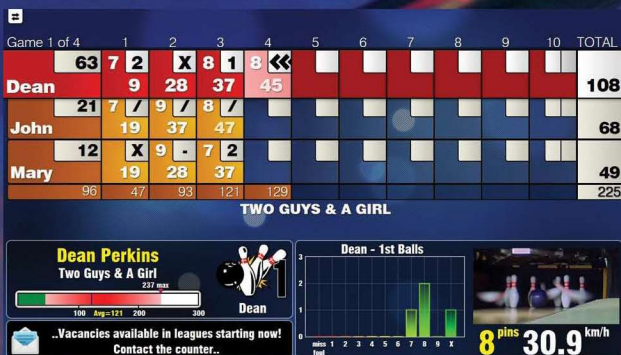 Game 1 of 4 1 2 3 4 5 6 7 8 9 10 TOTAL
63 7 2 X 8 1 8
Dean 9 28 37 45 108
21 7 / 9 / 8 /
John 19 37 47 68
12 X 9 - 7 2
Mary 19 28 37 49
96 47 93 121 129 225
TWO GUYS & A GIRL
Dean Perkins
Two Guys & A Girl
237 max
100 Avg=121 200 300
1
Dean
..Vacancies available in leagues starting now!
Contact the counter..
Dean - 1st Balls
3
2
1
0
miss 1 2 3 4 5 6 7 8 9 X
foul
8 pins 30.9 km/h